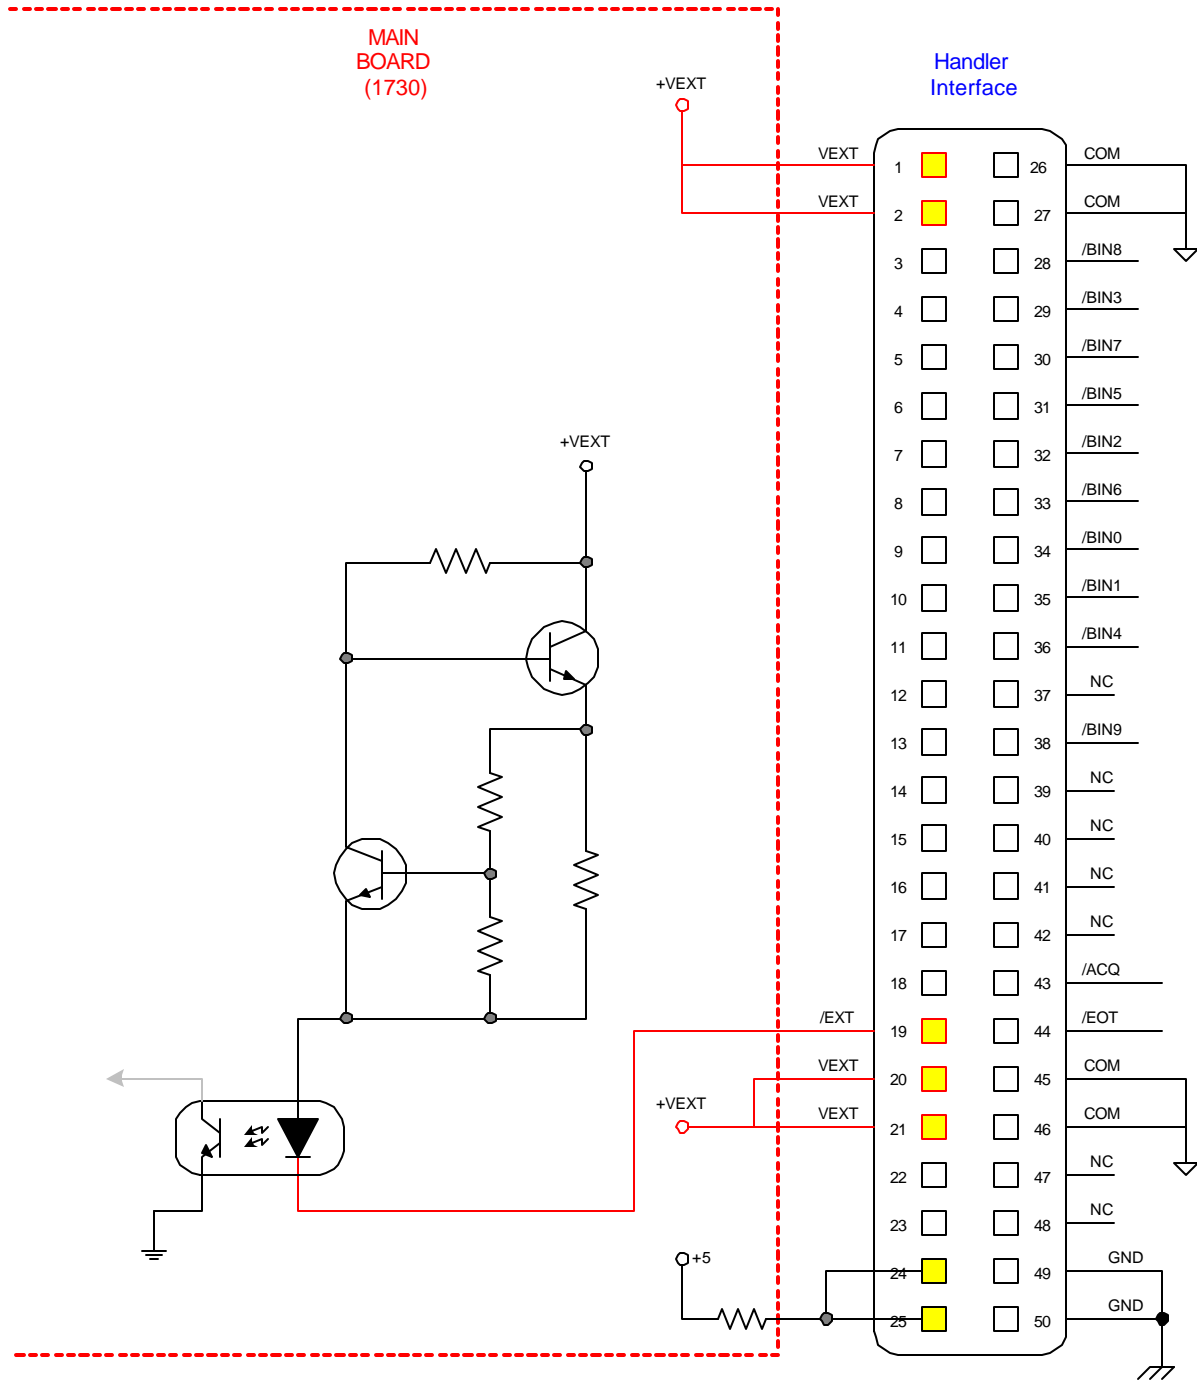 MAIN
BOARD
(1730)
Handler
Interface
+VEXT
VEXT
1
26
COM
VEXT
2
27
COM
3
28
/BIN8
4
29
/BIN3
5
30
/BIN7
6
31
/BIN5
+VEXT
7
32
/BIN2
8
33
/BIN6
9
34
/BIN0
10
35
/BIN1
11
36
/BIN4
12
37
NC
13
38
/BIN9
14
39
NC
15
40
NC
16
41
NC
17
42
NC
18
43
/ACQ
/EXT
19
44
/EOT
VEXT
20
45
COM
+VEXT
VEXT
21
46
COM
22
47
NC
23
48
NC
+5
24
49
GND
25
50
GND